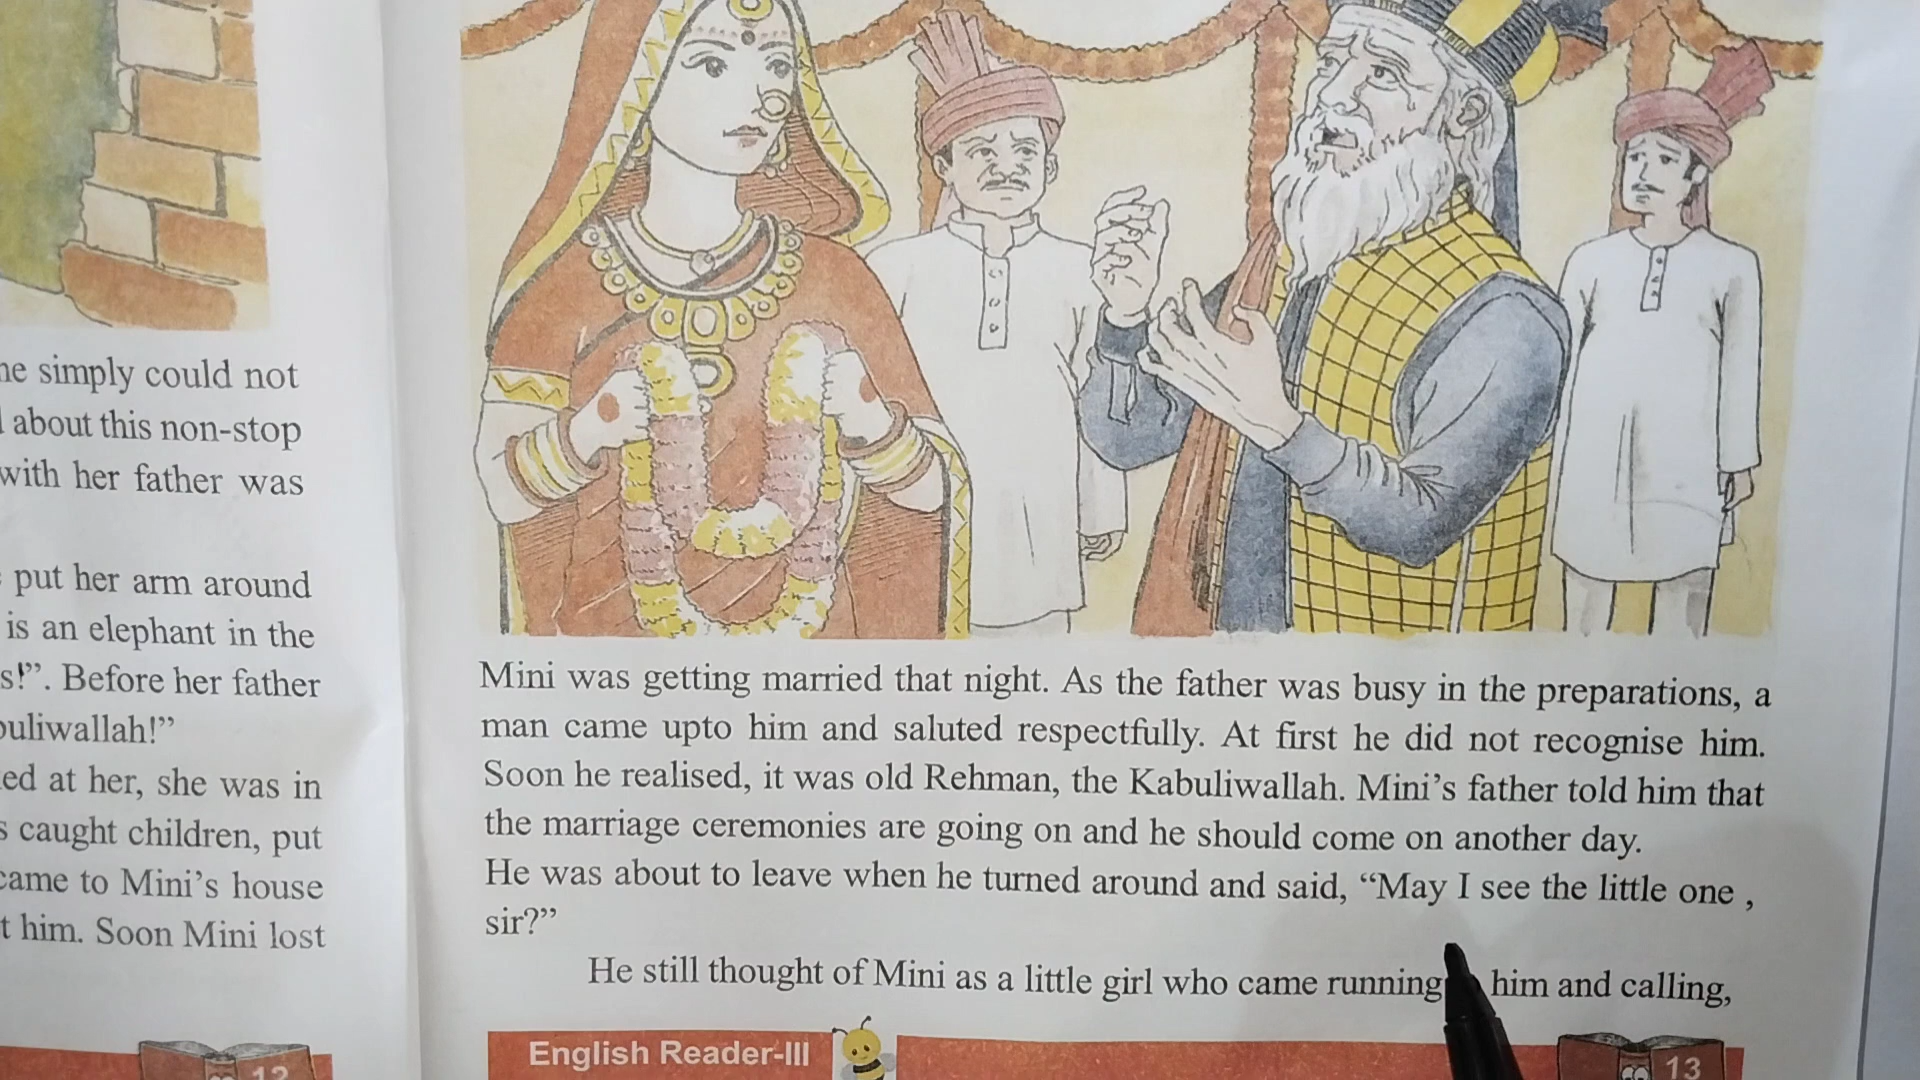 he simply could not
about this non-stop
with her father was
put her arm around
is an elephant in the
s!”. Before her father
buliwallah!”
ed at her, she was in
s caught children, put
came to Mini’s house
t him. Soon Mini lost
12
Mini was getting married that night. As the father was busy in the preparations, a
man came upto him and saluted respectfully. At first he did not recognise him.
Soon he realised, it was old Rehman, the Kabuliwallah. Mini’s father told him that
the marriage ceremonies are going on and he should come on another day.
He was about to leave when he turned around and said, “May I see the little one ,
sir?”
He still thought of Mini as a little girl who came running him and calling,
English Reader-III
13